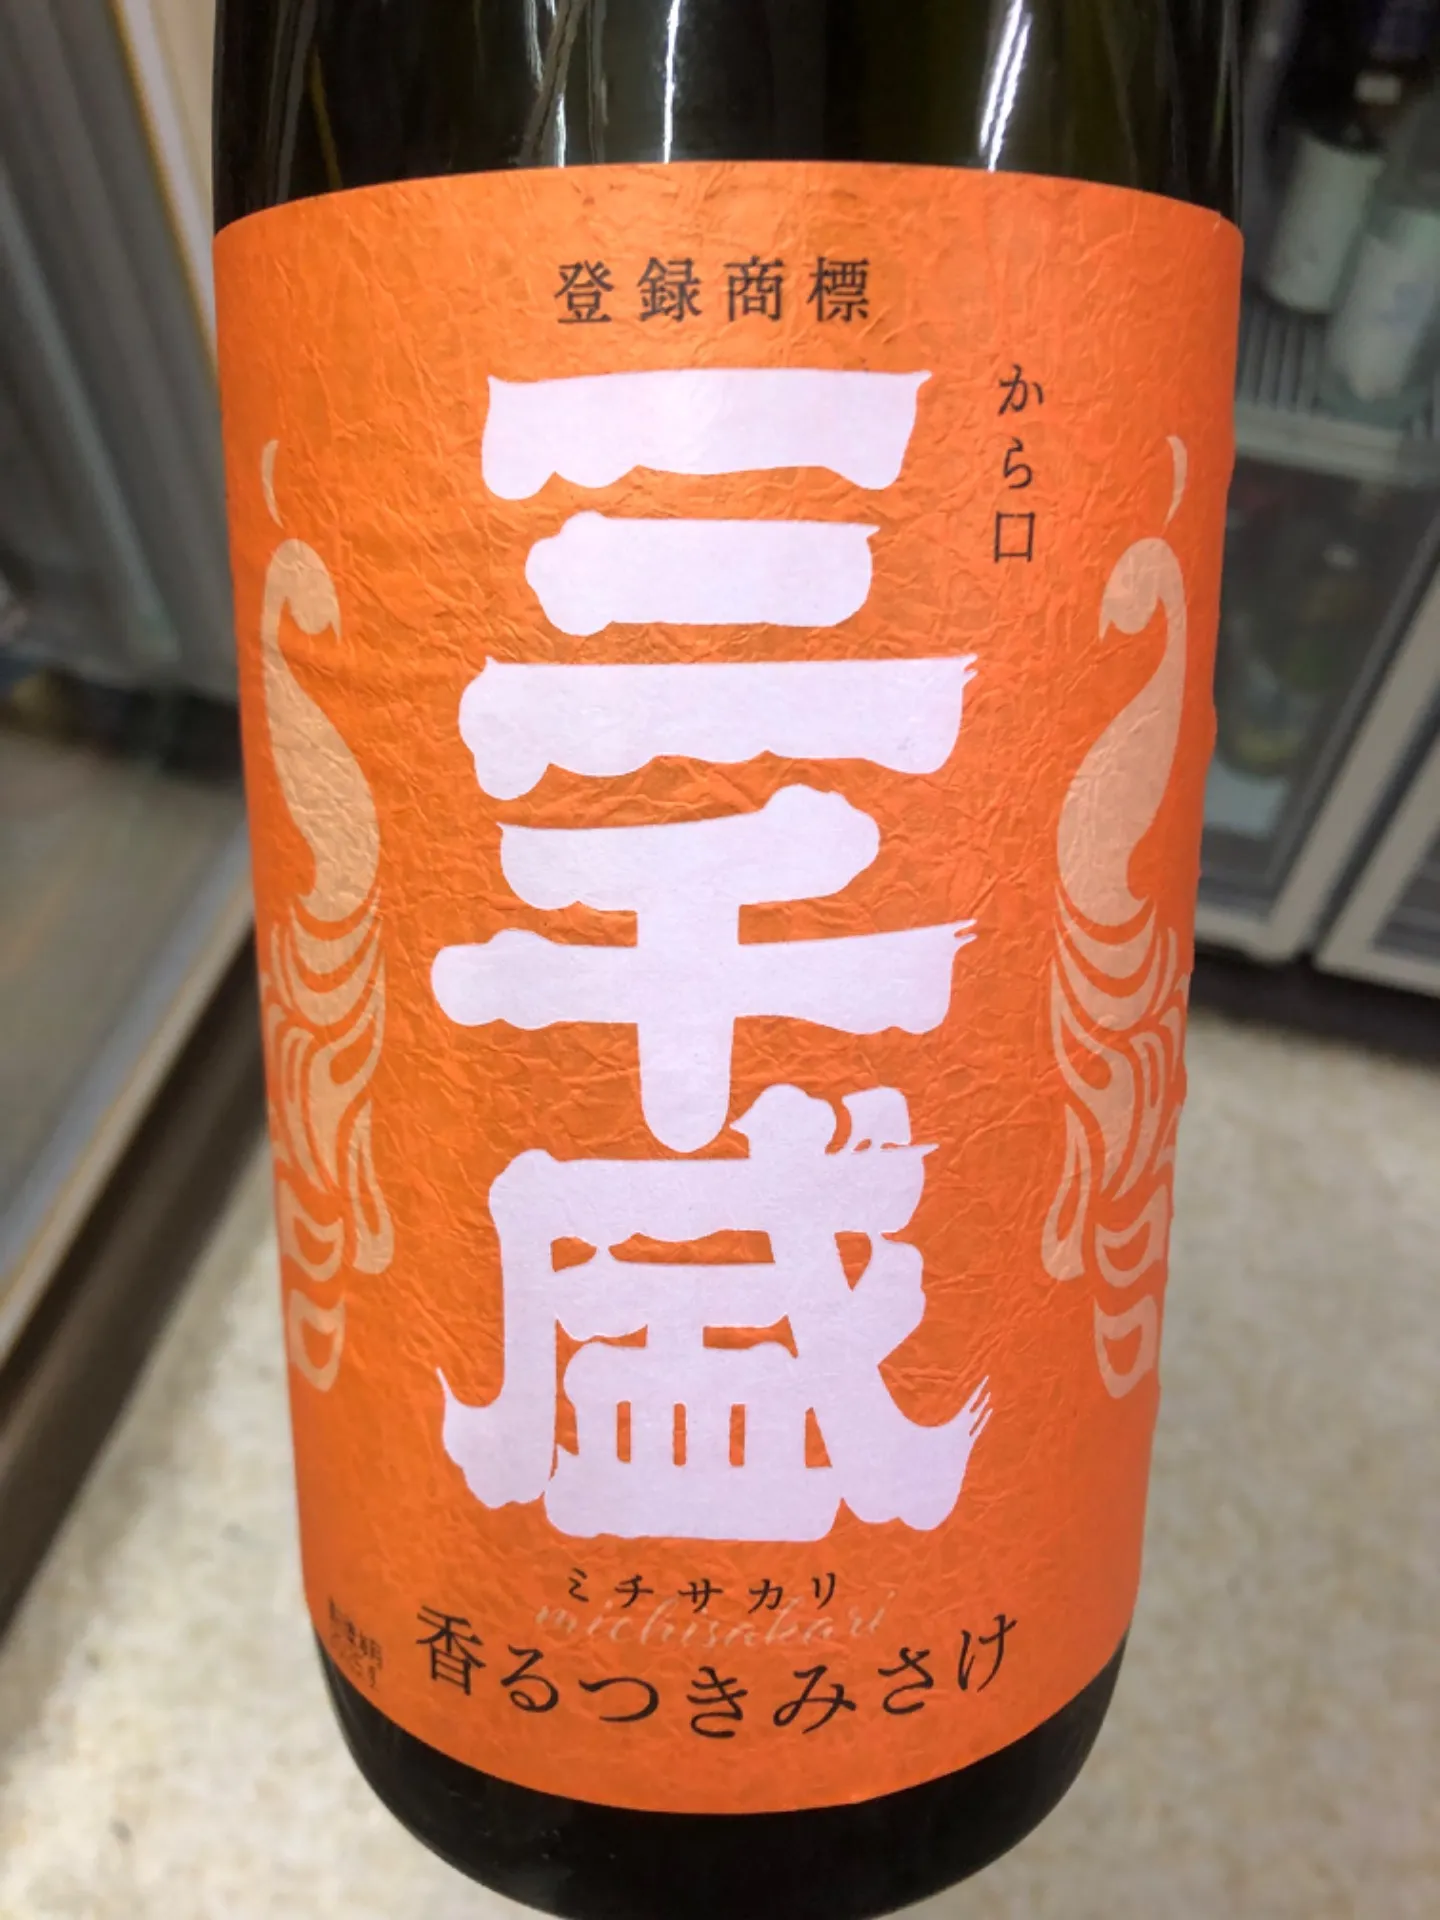 登録商標
から口
三千盛
ミチサカリ
michisakari
香るつきみさけ